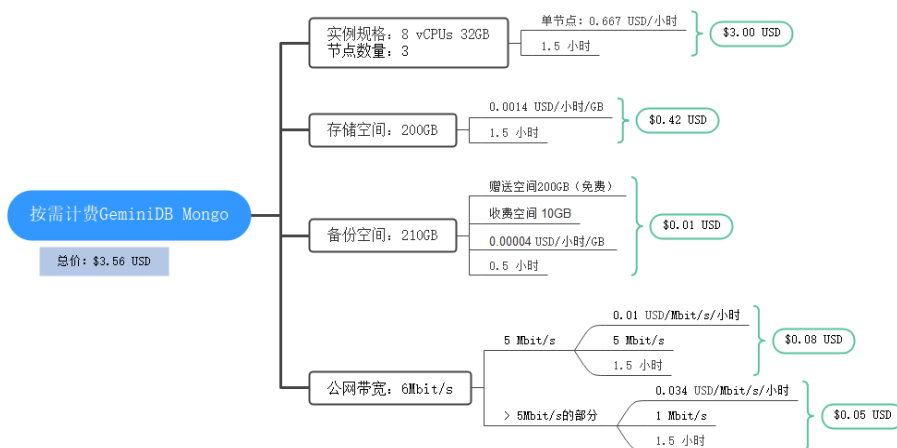 按需计费GeminiDB Mongo
总价: $3.56 USD
实例规格: 8 vCPUs 32GB
节点数量: 3
单节点: 0.667 USD/小时
1.5 小时
$3.00 USD
存储空间: 200GB
0.0014 USD/小时/GB
1.5 小时
$0.42 USD
备份空间: 210GB
赠送空间200GB（免费）
收费空间 10GB
0.00004 USD/小时/GB
0.5 小时
$0.01 USD
公网带宽: 6Mbit/s
5 Mbit/s
0.01 USD/Mbit/s/小时
5 Mbit/s
1.5 小时
$0.08 USD
> 5Mbit/s的部分
0.034 USD/Mbit/s/小时
1 Mbit/s
1.5 小时
$0.05 USD